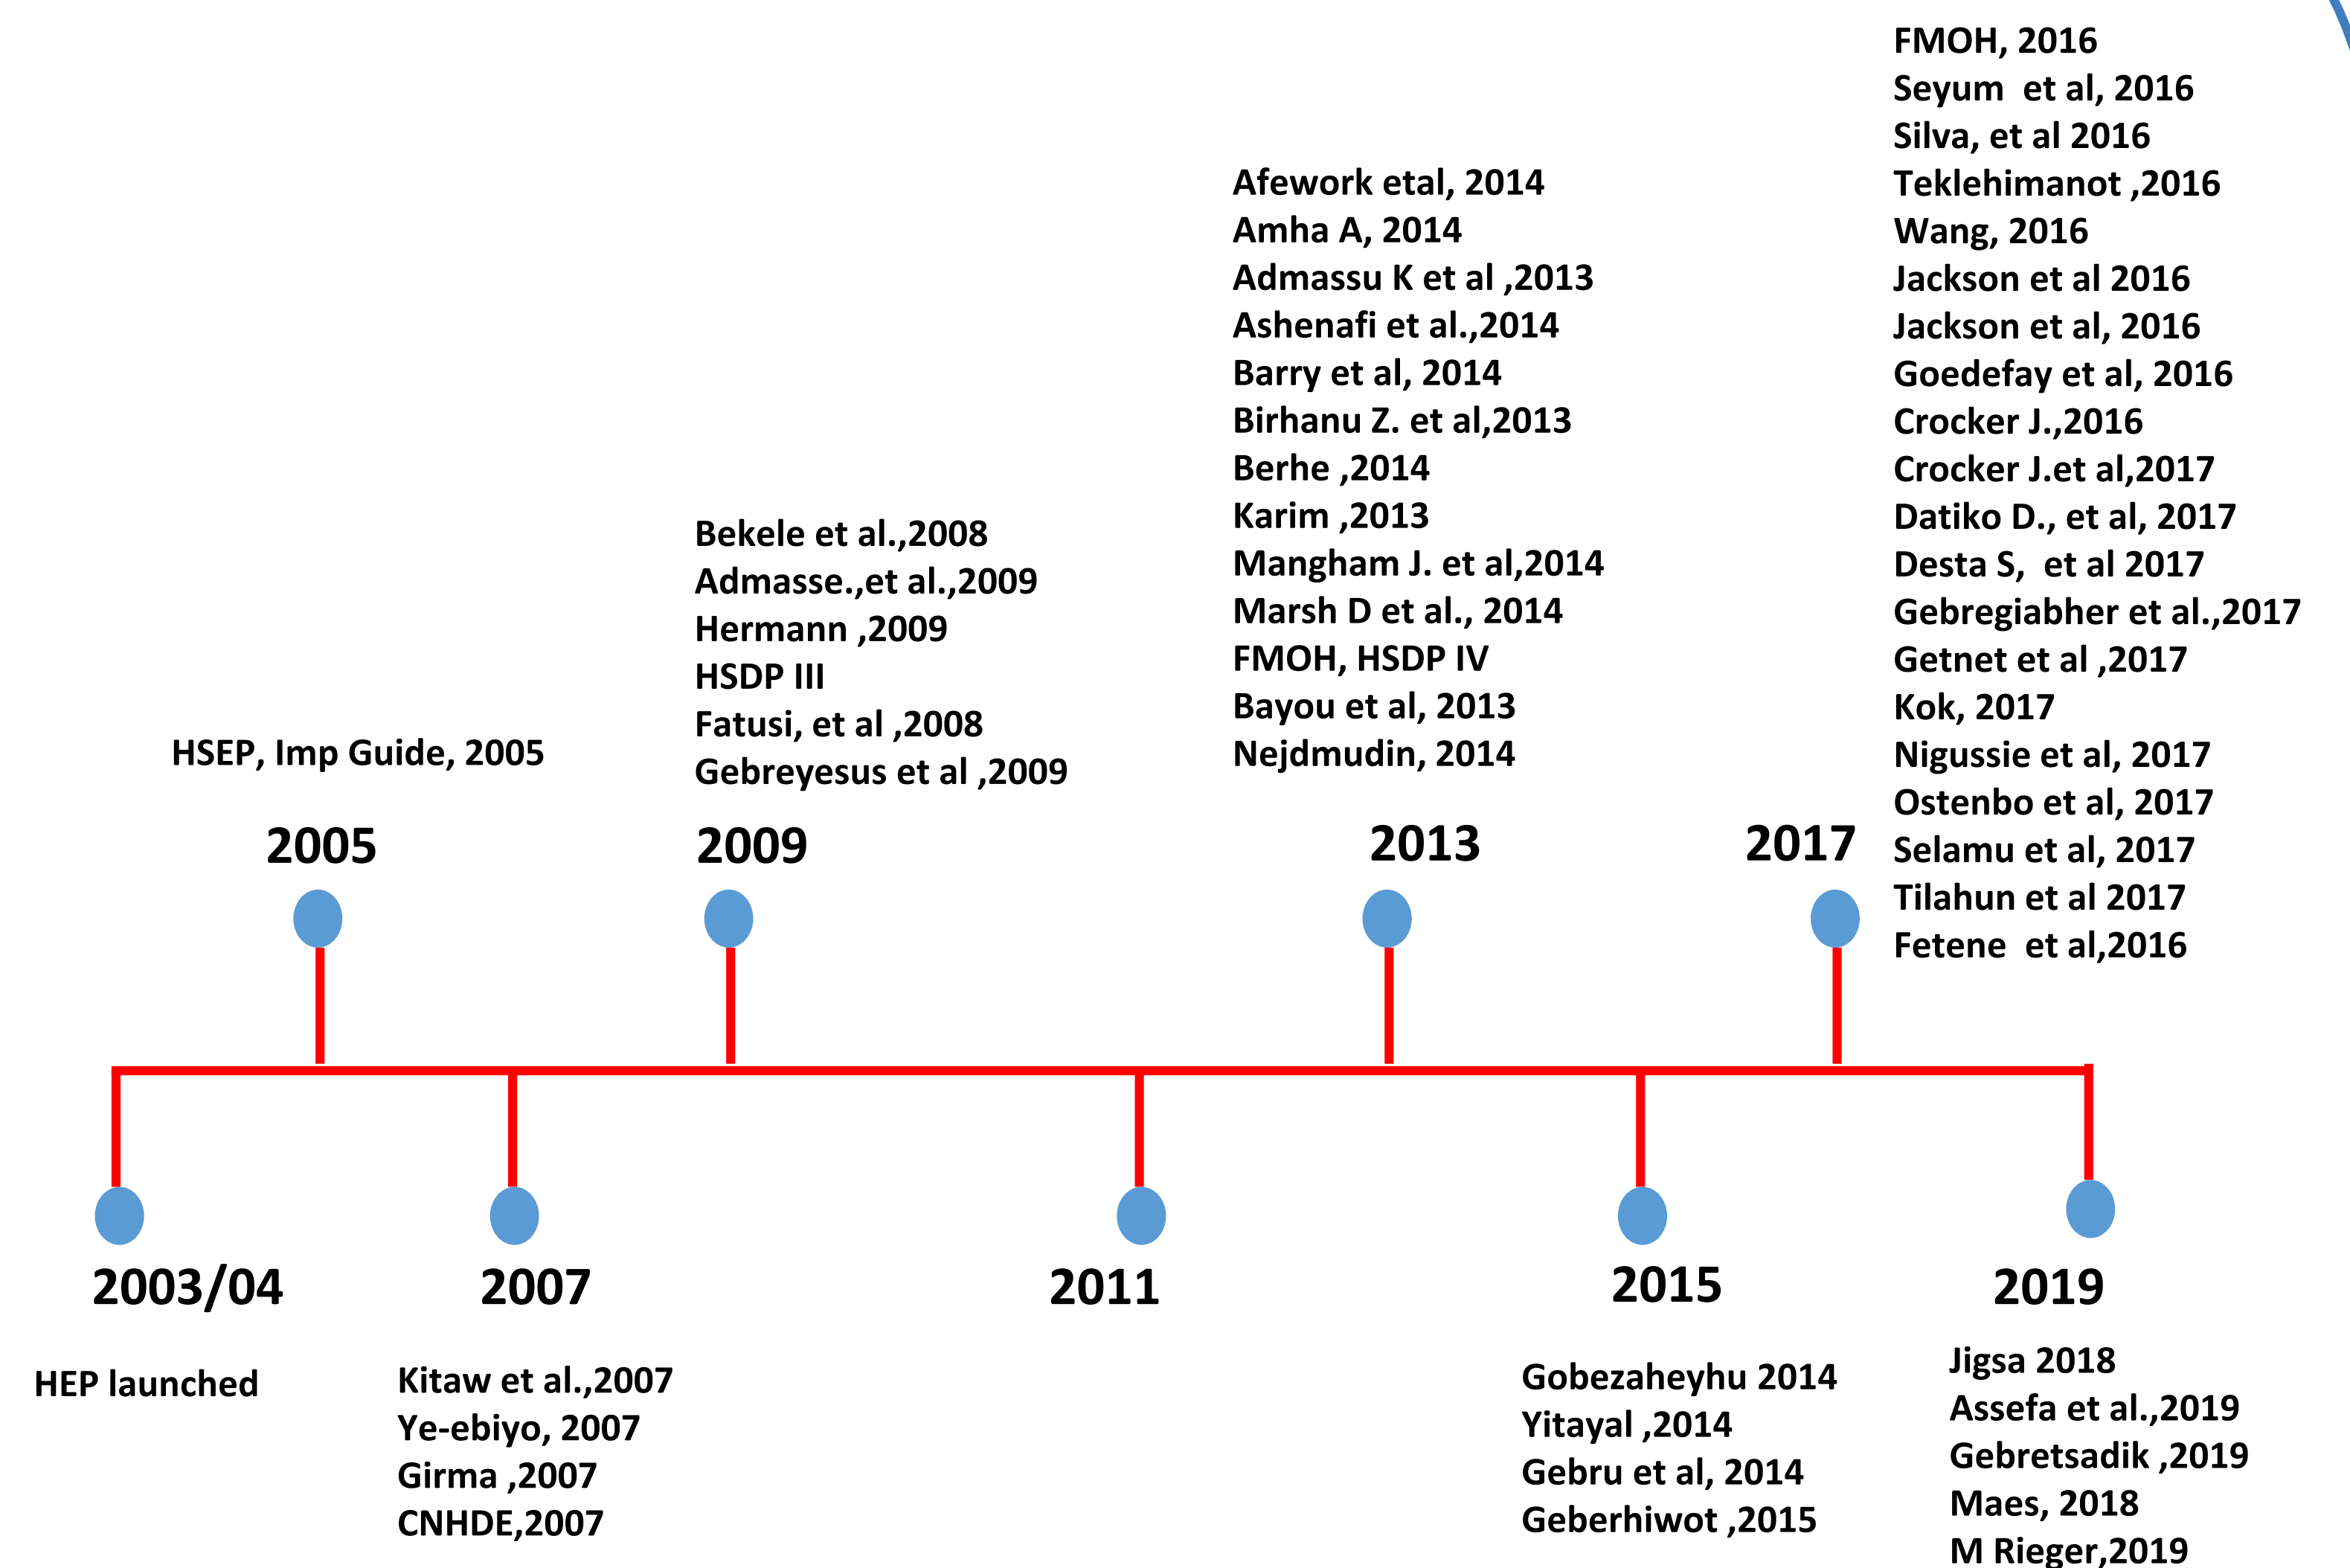 HSEP, Imp Guide, 2005
2005
Bekele et al.,2008
Admasse.,et al.,2009
Hermann ,2009
HSDP III
Fatusi, et al ,2008
Gebreyesus et al ,2009
2009
Afework etal, 2014
Amha A, 2014
Admassu K et al ,2013
Ashenafi et al.,2014
Barry et al, 2014
Birhanu Z. et al,2013
Berhe ,2014
Karim ,2013
Mangham J. et al,2014
Marsh D et al., 2014
FMOH, HSDP IV
Bayou et al, 2013
Nejdmudin, 2014
2013
2017
FMOH, 2016
Seyum  et al, 2016
Silva, et al 2016
Teklehimanot ,2016
Wang, 2016
Jackson et al 2016
Jackson et al, 2016
Goedefay et al, 2016
Crocker J.,2016
Crocker J.et al,2017
Datiko D., et al, 2017
Desta S,  et al 2017
Gebregiabher et al.,2017
Getnet et al ,2017
Kok, 2017
Nigussie et al, 2017
Ostenbo et al, 2017
Selamu et al, 2017
Tilahun et al 2017
Fetene  et al,2016
2003/04
HEP launched
2007
Kitaw et al.,2007
Ye-ebiyo, 2007
Girma ,2007
CNHDE,2007
2011
2015
Gobezaheyhu 2014
Yitayal ,2014
Gebru et al, 2014
Geberhiwot ,2015
2019
Jigsa 2018
Assefa et al.,2019
Gebretsadik ,2019
Maes, 2018
M Rieger,2019